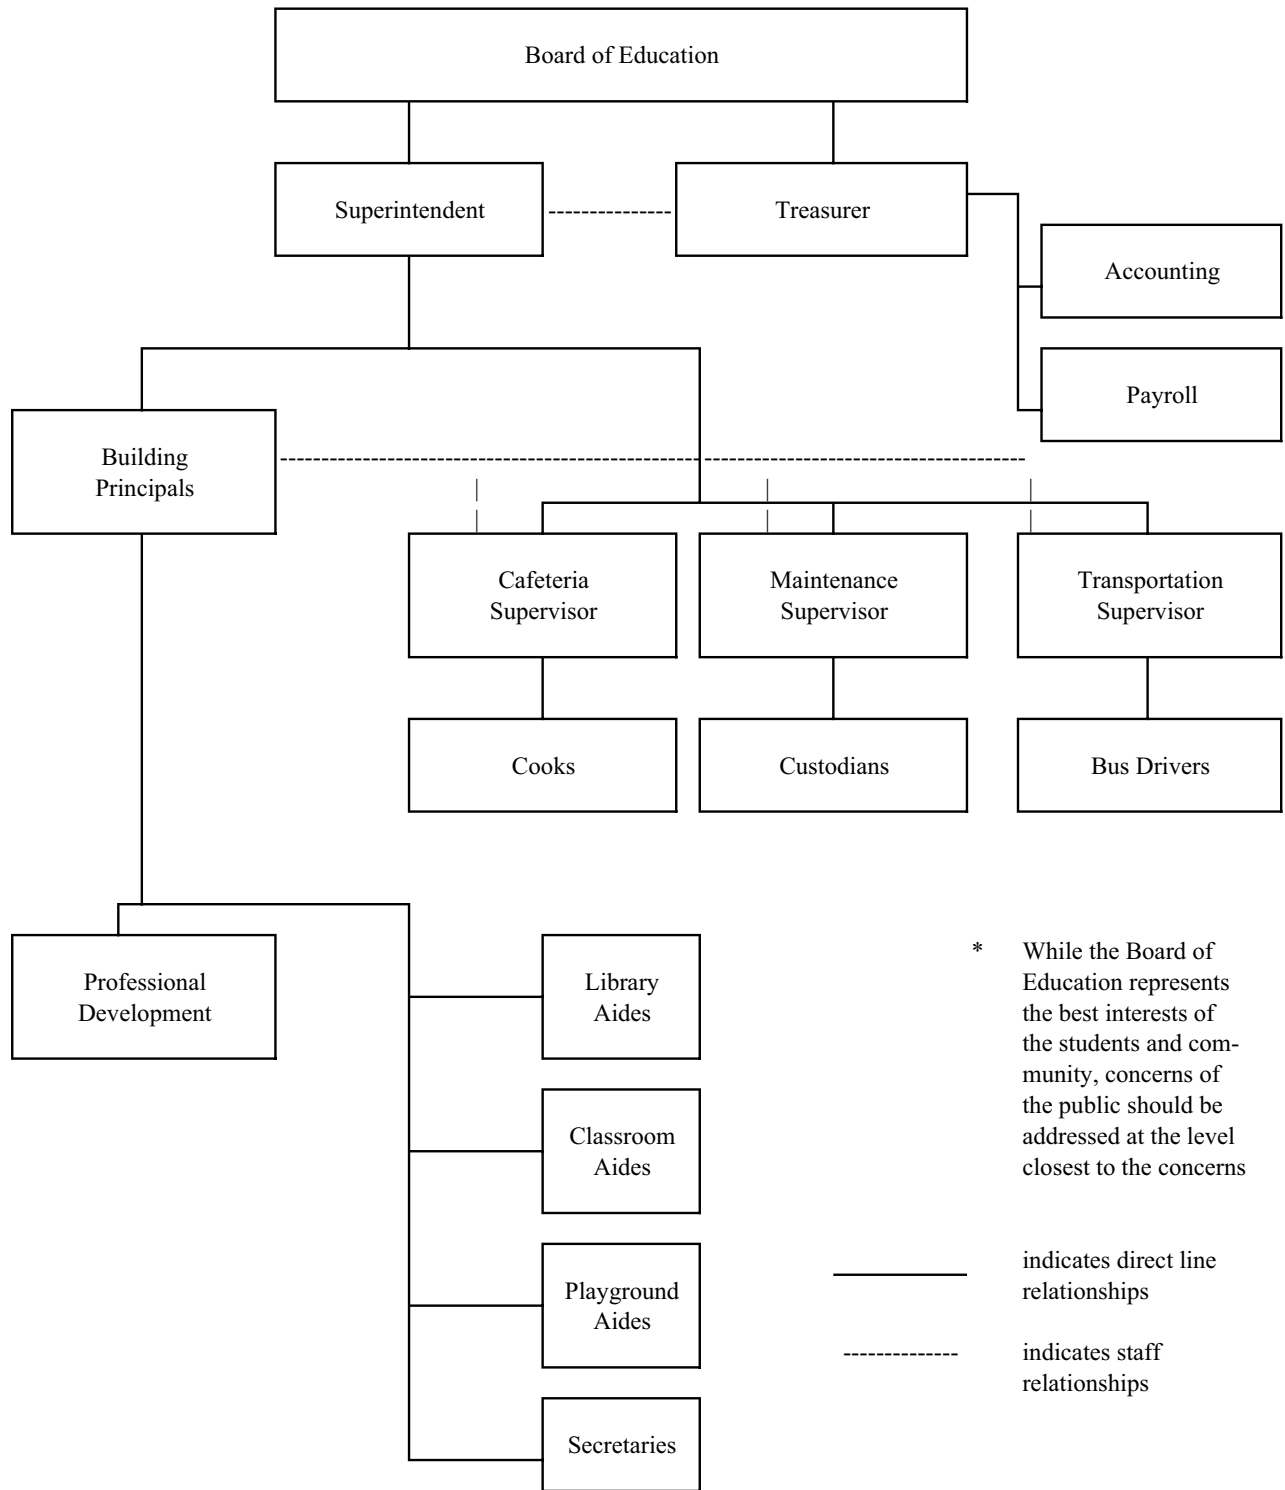 Board of Education
Superintendent
Treasurer
Accounting
Payroll
Building
Principals
Cafeteria
Supervisor
Maintenance
Supervisor
Transportation
Supervisor
Cooks
Custodians
Bus Drivers
Professional
Development
Library
Aides
Classroom
Aides
Playground
Aides
Secretaries
* While the Board of
Education represents
the best interests of
the students and com-
munity, concerns of
the public should be
addressed at the level
closest to the concerns
indicates direct line
relationships
indicates staff
relationships